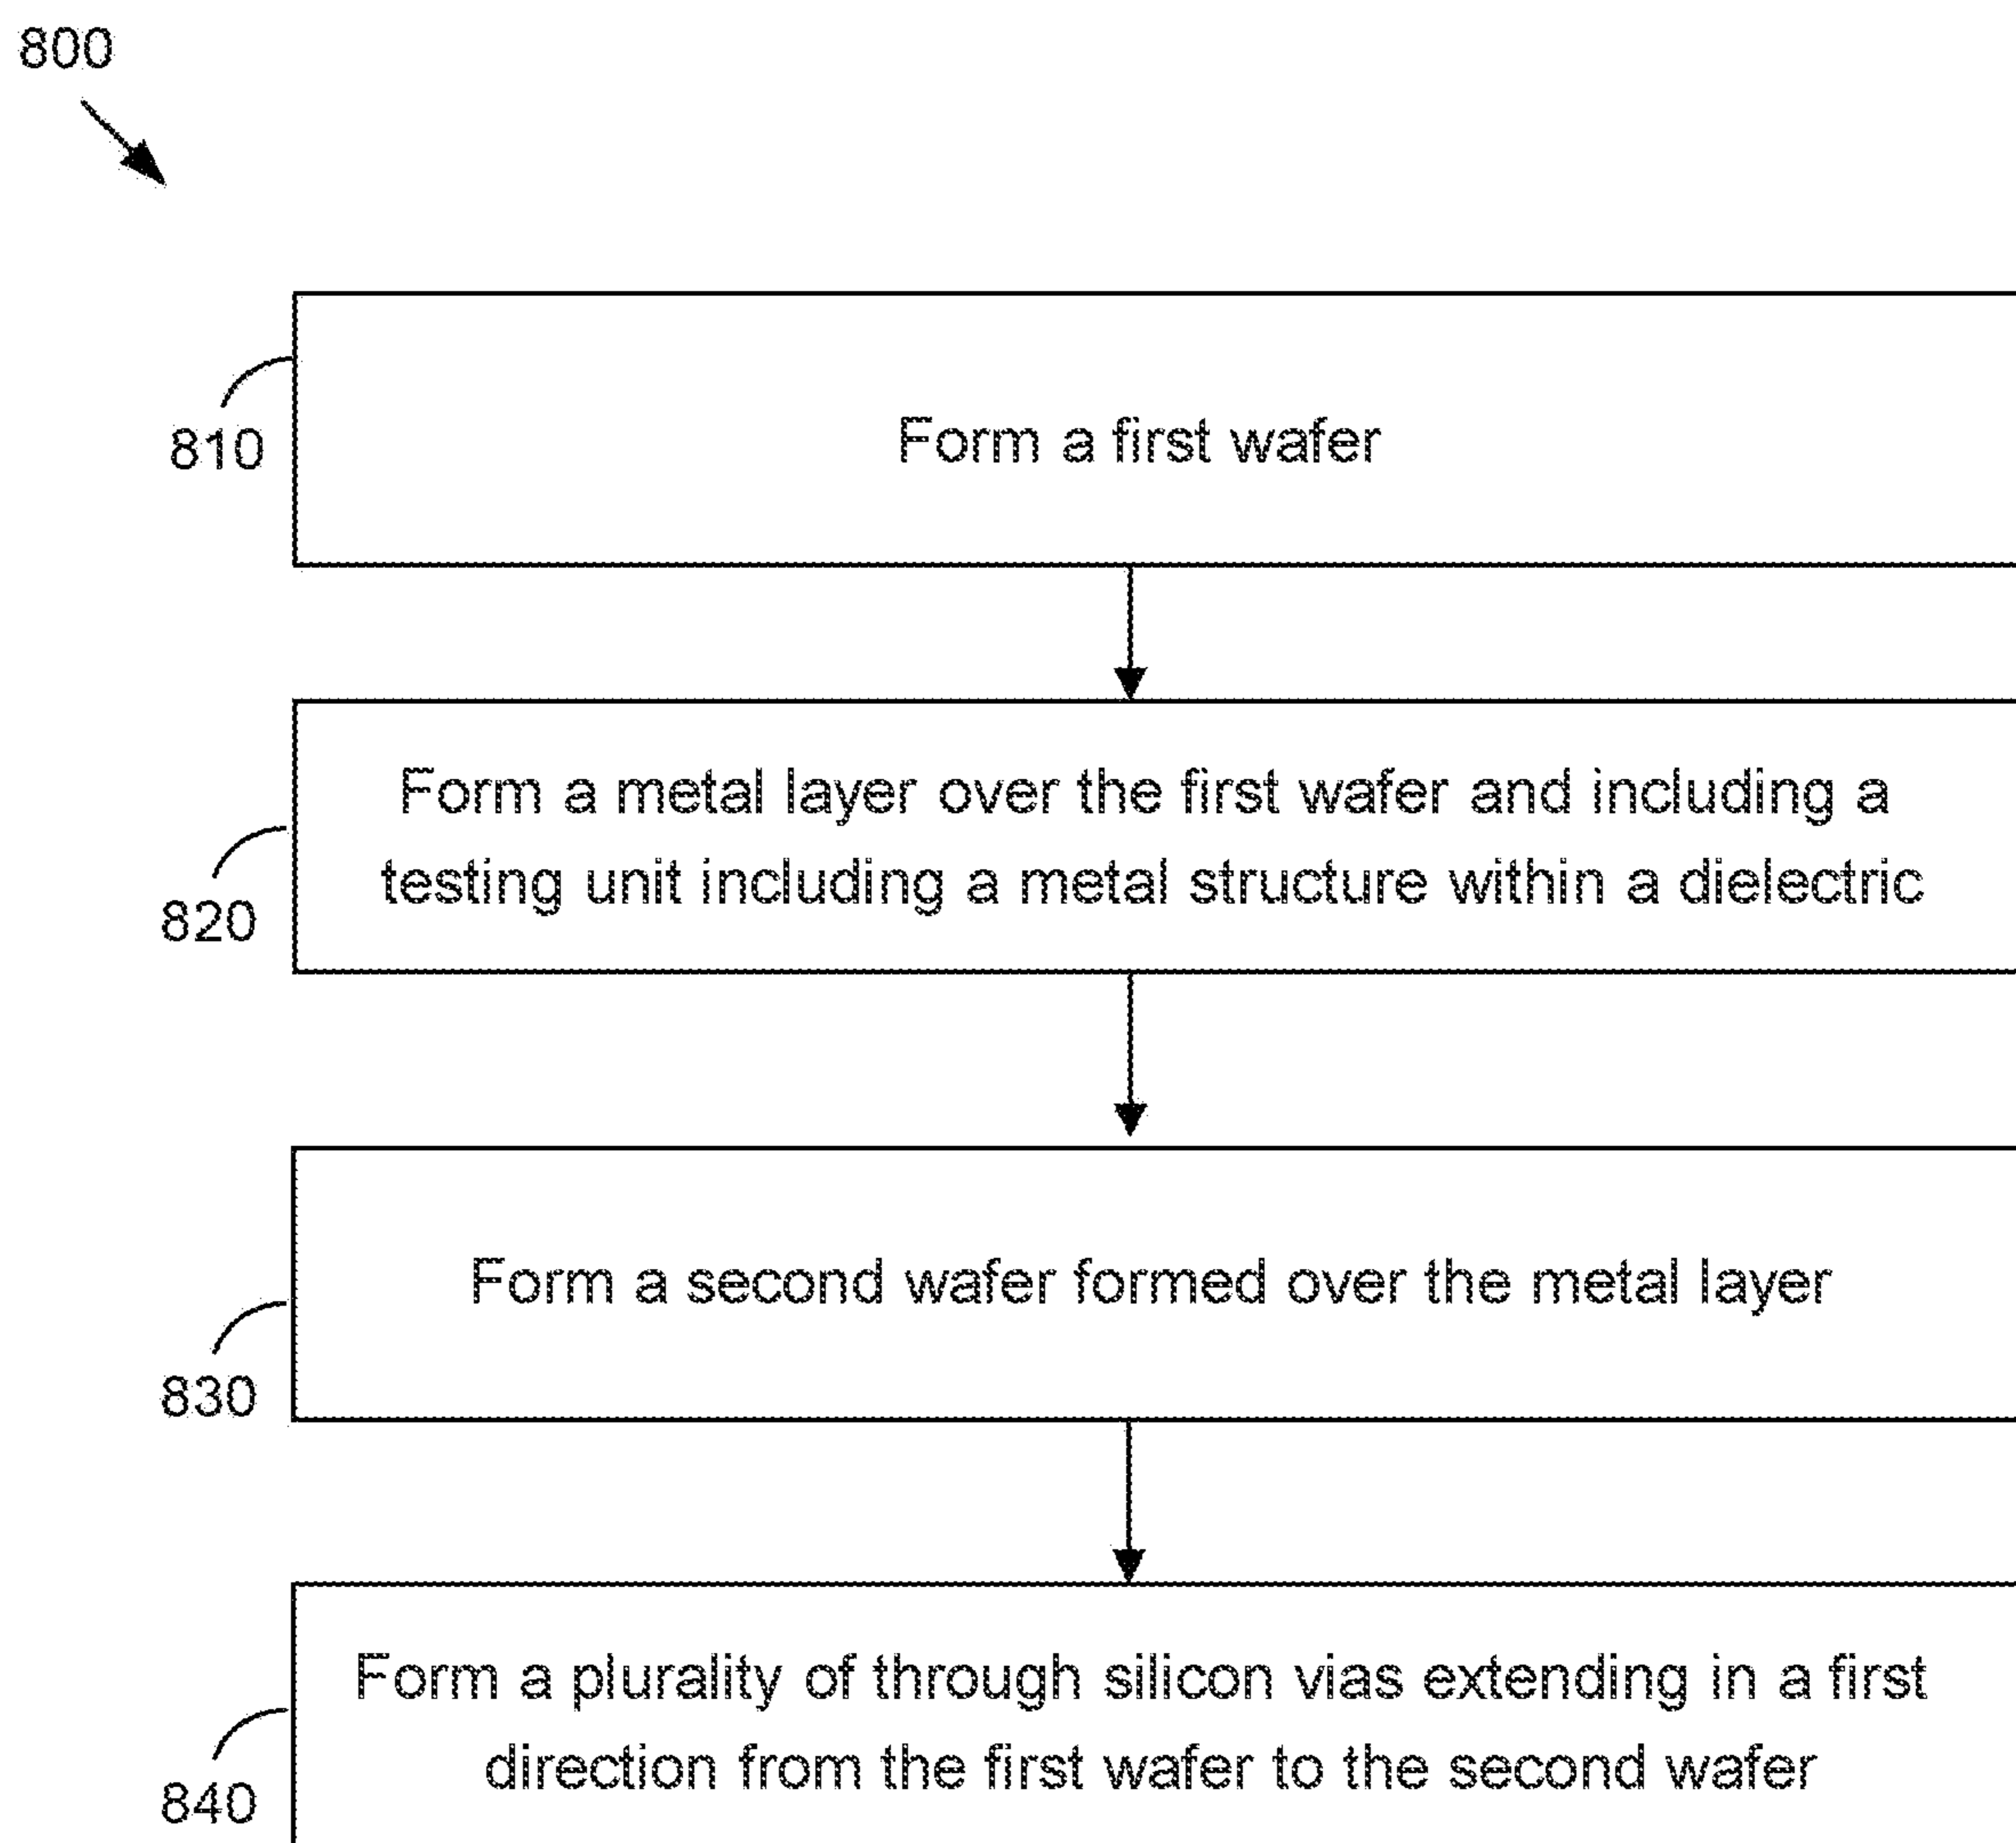 800
810
Form a first wafer
820
Form a metal layer over the first wafer and including a
testing unit including a metal structure within a dielectric
830
Form a second wafer formed over the metal layer
840
Form a plurality of through silicon vias extending in a first
direction from the first wafer to the second wafer